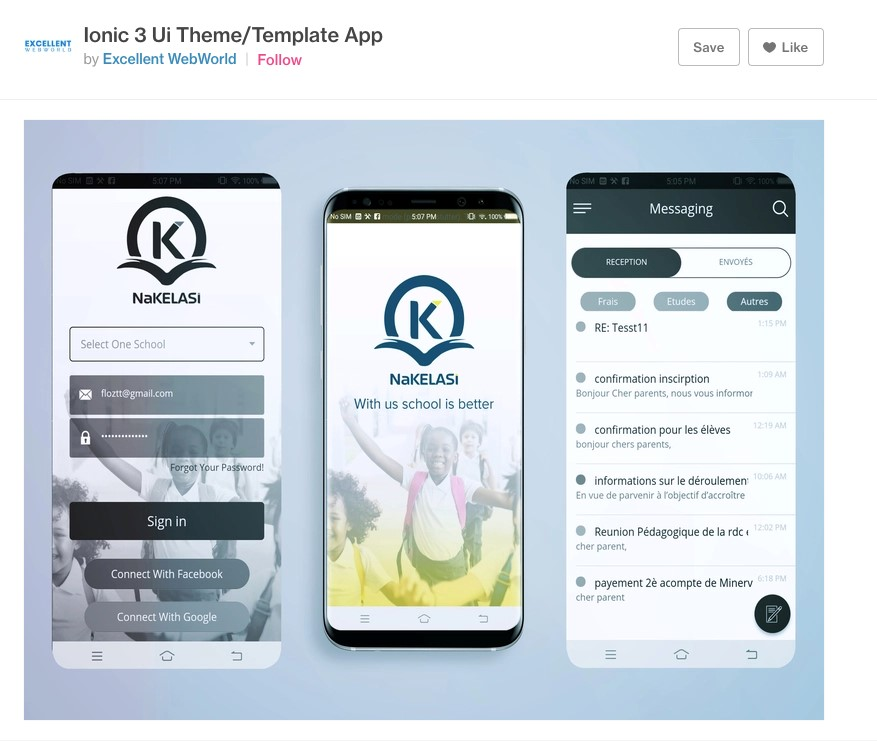 EXCELLENT
WEBWORLD
Ionic 3 Ui Theme/Template App
by Excellent WebWorld | Follow
Save
Like
No SIM 5:07 PM 100%
K
NaKELASi
Select One School
floztt@gmail.com
••••••••••••••
Forgot Your Password!
Sign in
Connect With Facebook
Connect With Google
No SIM 5:07 PM 100%
K
NaKELASi
With us school is better
No SIM 5:05 PM 100%
Messaging
RECEPTION ENVOYÉS
Frais Etudes Autres
RE: Tesst11 1:15 PM
confirmation inscirption 1:09 AM
Bonjour Cher parents, nous vous informor
confirmation pour les élèves 12:19 AM
bonjour chers parents,
informations sur le déroulement 10:06 AM
En vue de parvenir à l'objectif d'accroître
Reunion Pédagogique de la rdc 12:02 PM
cher parent,
payement 2è acompte de Minerv 6:18 PM
cher parent